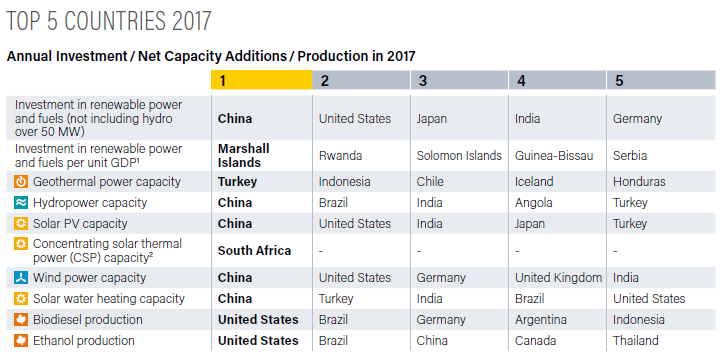 TOP 5 COUNTRIES 2017
Annual Investment / Net Capacity Additions / Production in 2017
1 2 3 4 5
Investment in renewable power
and fuels (not including hydro
over 50 MW) China United States Japan India Germany
Investment in renewable power
and fuels per unit GDP¹ Marshall Islands Rwanda Solomon Islands Guinea-Bissau Serbia
Geothermal power capacity Turkey Indonesia Chile Iceland Honduras
Hydropower capacity China Brazil India Angola Turkey
Solar PV capacity China United States India Japan Turkey
Concentrating solar thermal
power (CSP) capacity² South Africa - - - -
Wind power capacity China United States Germany United Kingdom India
Solar water heating capacity China Turkey India Brazil United States
Biodiesel production United States Brazil Germany Argentina Indonesia
Ethanol production United States Brazil China Canada Thailand